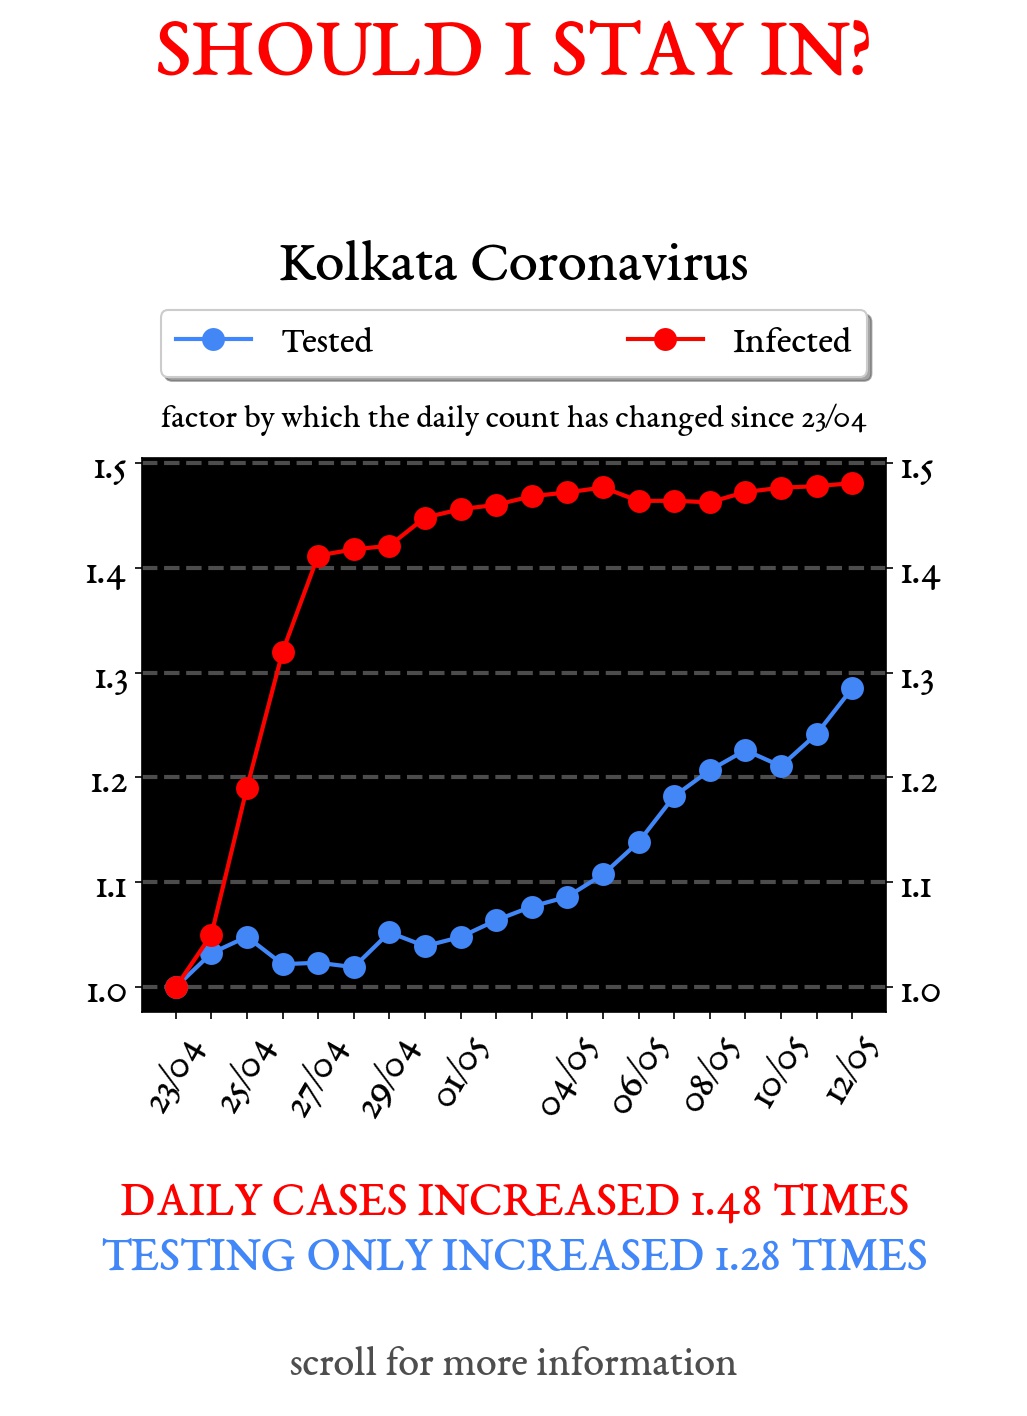 SHOULD I STAY IN?
Kolkata Coronavirus
Tested Infected
factor by which the daily count has changed since 23/04
1.5 1.5
1.4 1.4
1.3 1.3
1.2 1.2
1.1 1.1
1.0 1.0
23/04 25/04 27/04 29/04 01/05 04/05 06/05 08/05 10/05 12/05
DAILY CASES INCREASED 1.48 TIMES
TESTING ONLY INCREASED 1.28 TIMES
scroll for more information